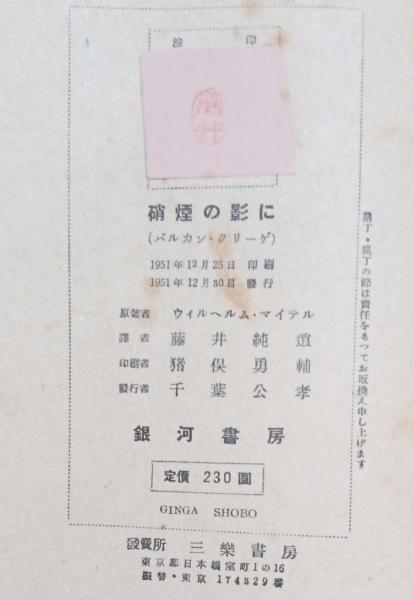 檢 印
藤井
硝煙の影に
(バルカン・クリーゲ)
1951年12月25日 印刷
1951年12月30日 發行
原著者 ウィルヘルム・マイテル
譯者 藤井純逍
印刷者 猪俣勇輔
發行者 千葉公孝
銀河書房
定價 230圓
GINGA SHOBO
發賣所 三樂書房
東京都日本橋室町1の16
振替・東京 174829番
落丁・亂丁の節は責任をもつてお取換え申し上げます